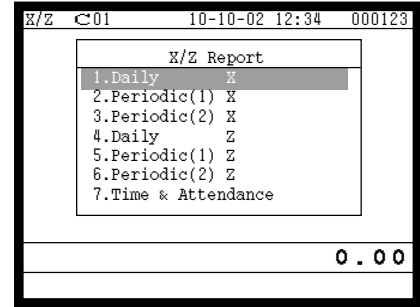 X/Z C01 10-10-02 12:34 000123
X/Z Report
1.Daily X
2.Periodic(1) X
3.Periodic(2) X
4.Daily Z
5.Periodic(1) Z
6.Periodic(2) Z
7.Time & Attendance
0.00